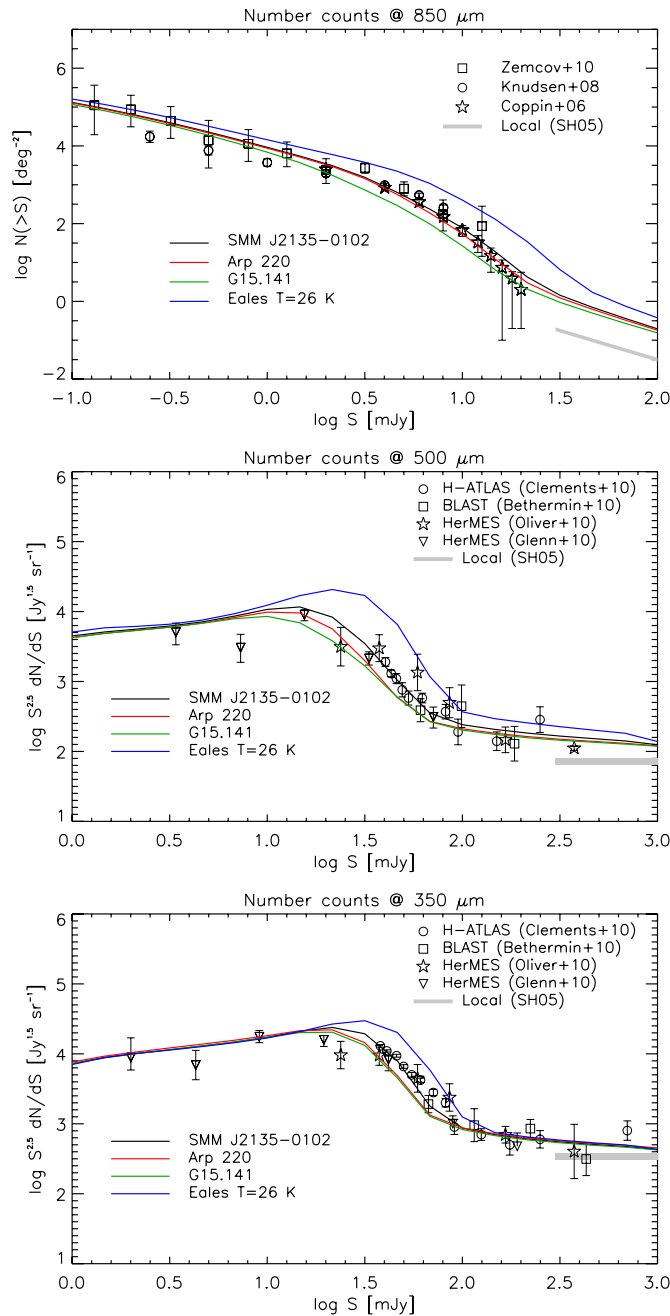 Number counts @ 850 μm
log N(>S) [deg⁻²]
6
4
2
0
−2
Zemcov+10
Knudsen+08
Coppin+06
Local (SH05)
SMM J2135−0102
Arp 220
G15.141
Eales T=26 K
−1.0 −0.5 0.0 0.5 1.0 1.5 2.0
log S [mJy]
Number counts @ 500 μm
log S²·⁵ dN/dS [Jy¹·⁵ sr⁻¹]
6
5
4
3
2
1
H−ATLAS (Clements+10)
BLAST (Bethermin+10)
HerMES (Oliver+10)
HerMES (Glenn+10)
Local (SH05)
SMM J2135−0102
Arp 220
G15.141
Eales T=26 K
0.0 0.5 1.0 1.5 2.0 2.5 3.0
log S [mJy]
Number counts @ 350 μm
log S²·⁵ dN/dS [Jy¹·⁵ sr⁻¹]
6
5
4
3
2
1
H−ATLAS (Clements+10)
BLAST (Bethermin+10)
HerMES (Oliver+10)
HerMES (Glenn+10)
Local (SH05)
SMM J2135−0102
Arp 220
G15.141
Eales T=26 K
0.0 0.5 1.0 1.5 2.0 2.5 3.0
log S [mJy]